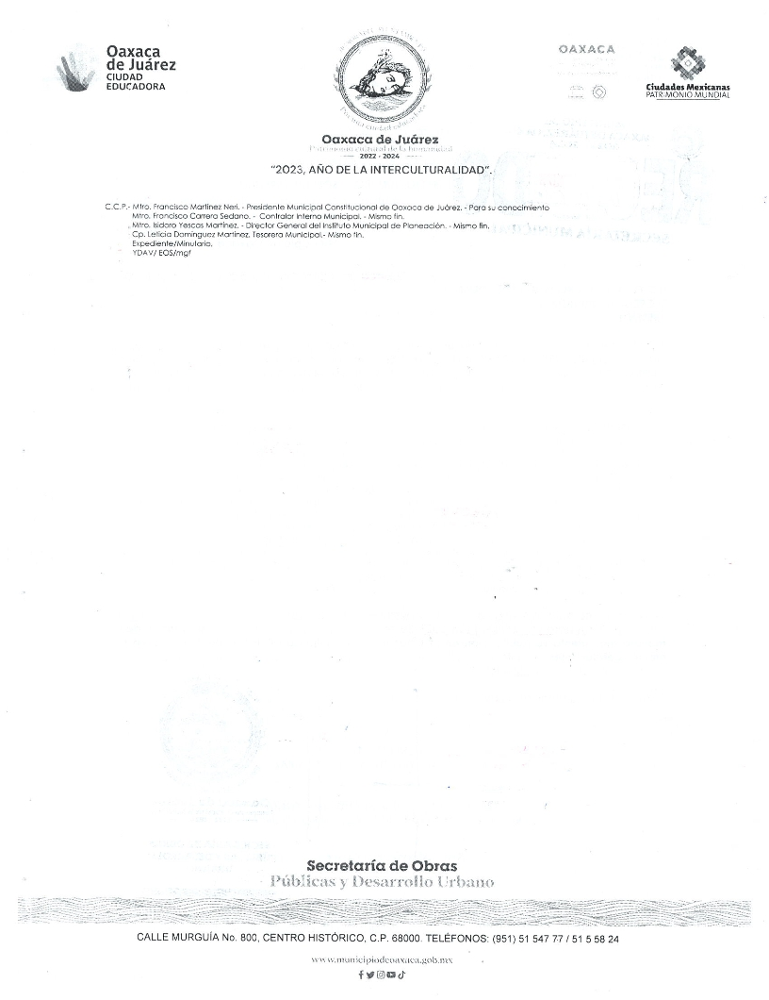 Oaxaca
de Juárez
CIUDAD
EDUCADORA
OAXACA
Ciudades Mexicanas
PATRIMONIO MUNDIAL
Oaxaca de Juárez
Patrimonio cultural de la humanidad
2022 - 2024
"2023, AÑO DE LA INTERCULTURALIDAD".
C.C.P.- Mtro. Francisco Martínez Neri. - Presidente Municipal Constitucional de Oaxaca de Juárez. - Para su conocimiento
Mtro. Francisco Carrera Sedano. - Contralor Interno Municipal. - Mismo fin.
Mtro. Isidoro Yescas Martínez. - Director General del Instituto Municipal de Planeación. - Mismo fin.
Cp. Leticia Domínguez Martínez. Tesorera Municipal.- Mismo fin.
Expediente/Minutario.
YDAV/ EOS/mgf
Secretaría de Obras
Públicas y Desarrollo Urbano
CALLE MURGUÍA No. 800, CENTRO HISTÓRICO, C.P. 68000. TELÉFONOS: (951) 51 547 77 / 51 5 58 24
www.municipiodeoaxaca.gob.mx